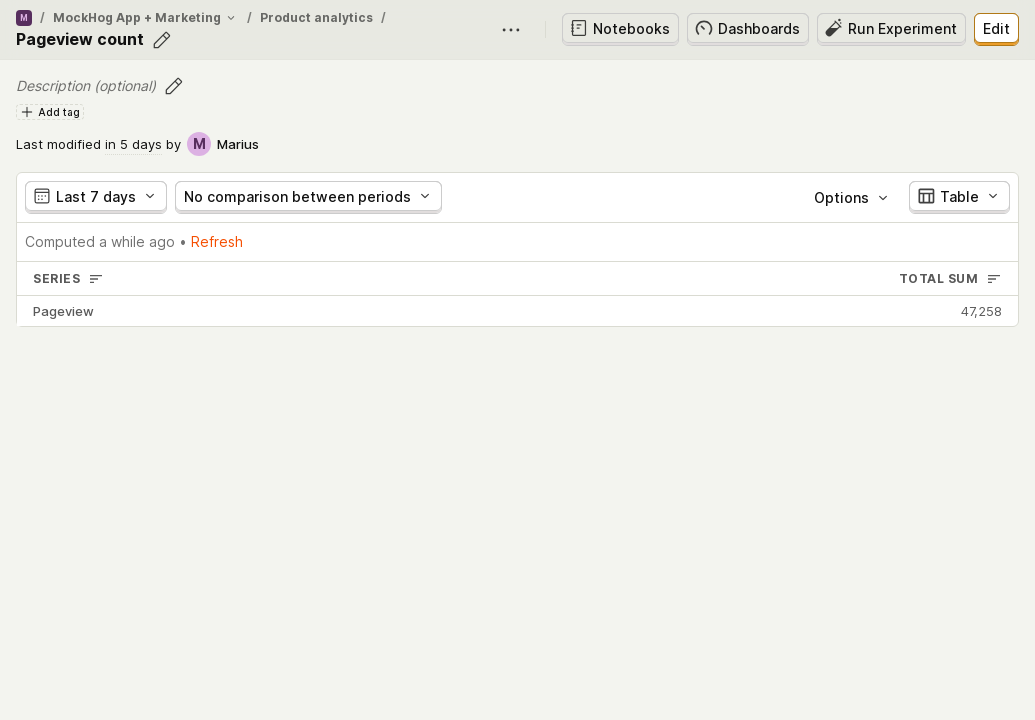 M / MockHog App + Marketing / Product analytics /
Pageview count
Notebooks
Dashboards
Run Experiment
Edit
Description (optional)
Add tag
Last modified in 5 days by M Marius
Last 7 days
No comparison between periods
Options
Table
Computed a while ago • Refresh
SERIES TOTAL SUM
Pageview 47,258